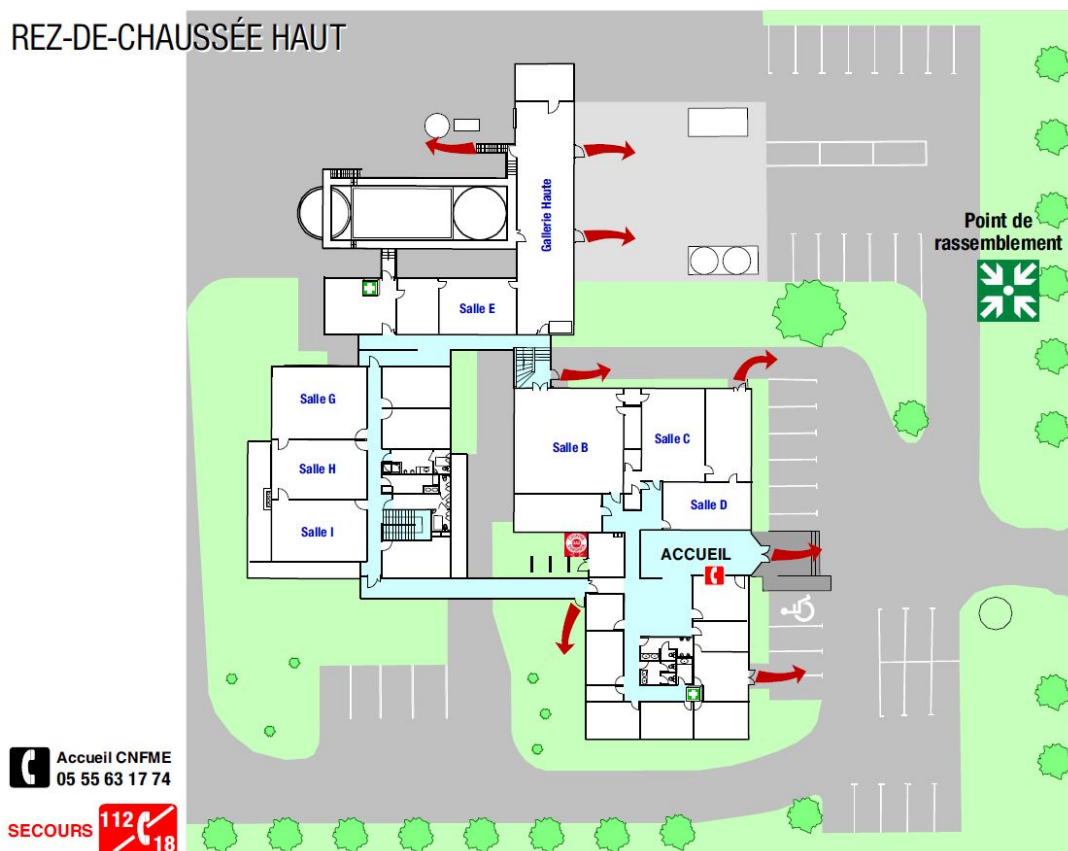 REZ-DE-CHAUSSÉE HAUT
Gallerie Haute
Point de
rassemblement
Salle E
Salle G
Salle B
Salle C
Salle H
Salle D
Salle I
ACCUEIL
Accueil CNFME
05 55 63 17 74
SECOURS
112
18